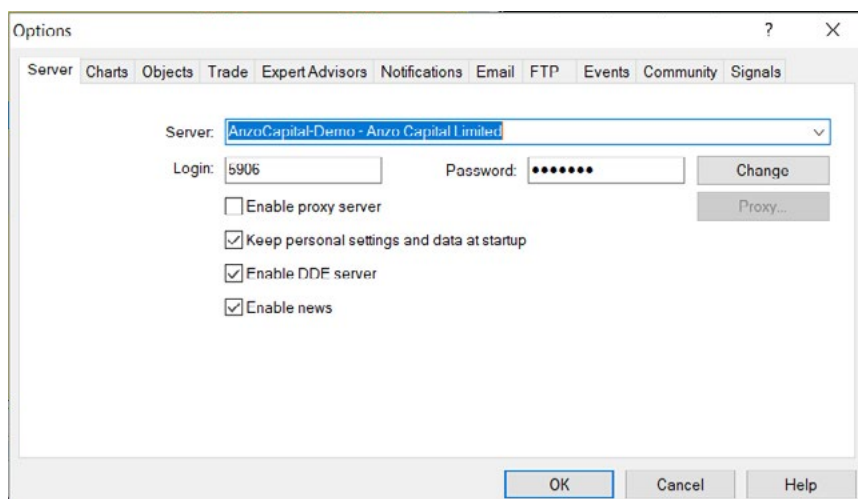 Options ?
Server Charts Objects Trade Expert Advisors Notifications Email FTP Events Community Signals
Server: AnzoCapital-Demo - Anzo Capital Limited
Login: 5906 Password: ●●●●●●● Change
Enable proxy server Proxy...
Keep personal settings and data at startup
Enable DDE server
Enable news
OK Cancel Help